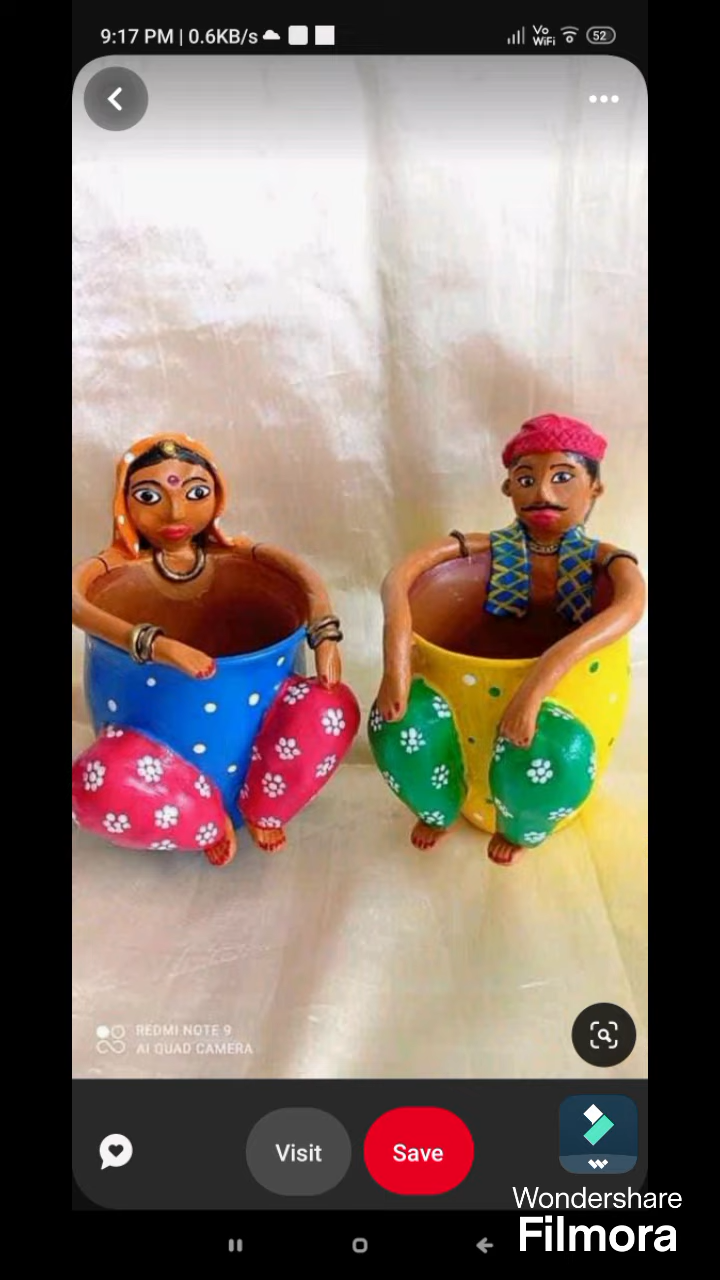 9:17 PM | 0.6KB/s
Vo
WiFi
52
REDMI NOTE 9
AI QUAD CAMERA
Visit
Save
Wondershare
Filmora